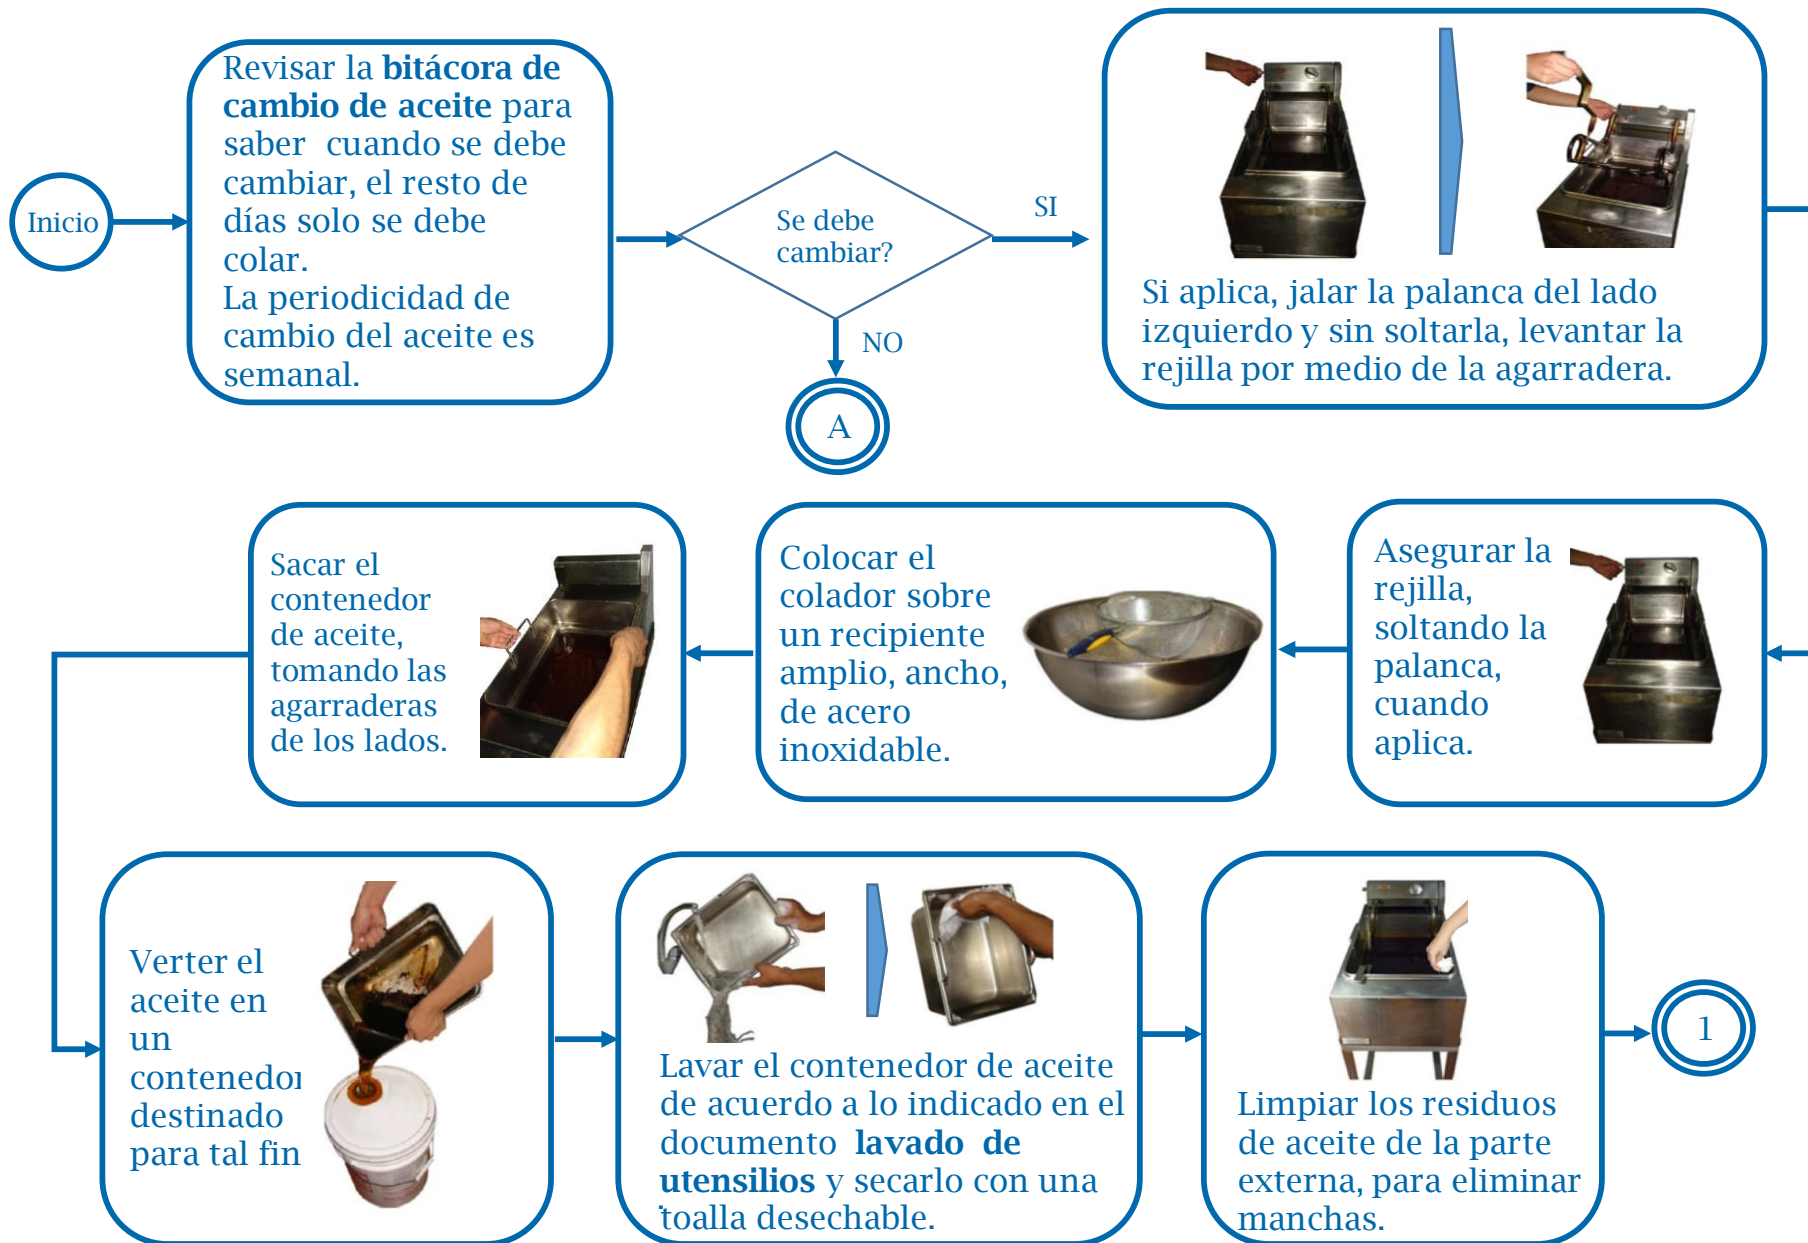 Inicio
Revisar la bitácora de
cambio de aceite para
saber cuando se debe
cambiar, el resto de
días solo se debe
colar.
La periodicidad de
cambio del aceite es
semanal.
Se debe
cambiar?
SI
NO
A
Si aplica, jalar la palanca del lado
izquierdo y sin soltarla, levantar la
rejilla por medio de la agarradera.
Asegurar la
rejilla,
soltando la
palanca,
cuando
aplica.
Colocar el
colador sobre
un recipiente
amplio, ancho,
de acero
inoxidable.
Sacar el
contenedor
de aceite,
tomando las
agarraderas
de los lados.
Verter el
aceite en
un
contenedor
destinado
para tal fin
Lavar el contenedor de aceite
de acuerdo a lo indicado en el
documento lavado de
utensilios y secarlo con una
toalla desechable.
Limpiar los residuos
de aceite de la parte
externa, para eliminar
manchas.
1